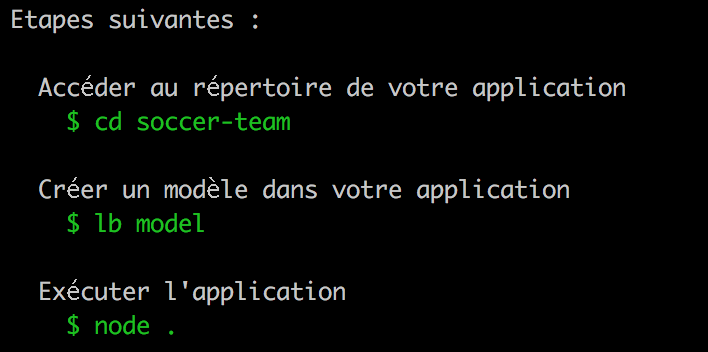 Etapes suivantes :
Accéder au répertoire de votre application
$ cd soccer-team
Créer un modèle dans votre application
$ lb model
Exécuter l'application
$ node .